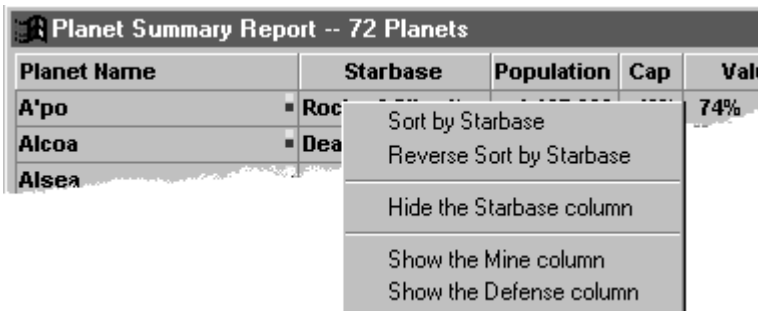 Planet Summary Report -- 72 Planets
Planet Name Starbase Population Cap
A'po 74%
Alcoa
Alsea
Sort by Starbase
Reverse Sort by Starbase
Hide the Starbase column
Show the Mine column
Show the Defense column